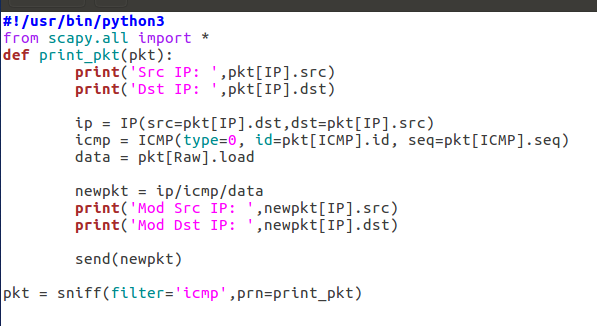 #!/usr/bin/python3
from scapy.all import *
def print_pkt(pkt):
        print('Src IP: ',pkt[IP].src)
        print('Dst IP: ',pkt[IP].dst)

        ip = IP(src=pkt[IP].dst,dst=pkt[IP].src)
        icmp = ICMP(type=0, id=pkt[ICMP].id, seq=pkt[ICMP].seq)
        data = pkt[Raw].load

        newpkt = ip/icmp/data
        print('Mod Src IP: ',newpkt[IP].src)
        print('Mod Dst IP: ',newpkt[IP].dst)

        send(newpkt)

pkt = sniff(filter='icmp',prn=print_pkt)